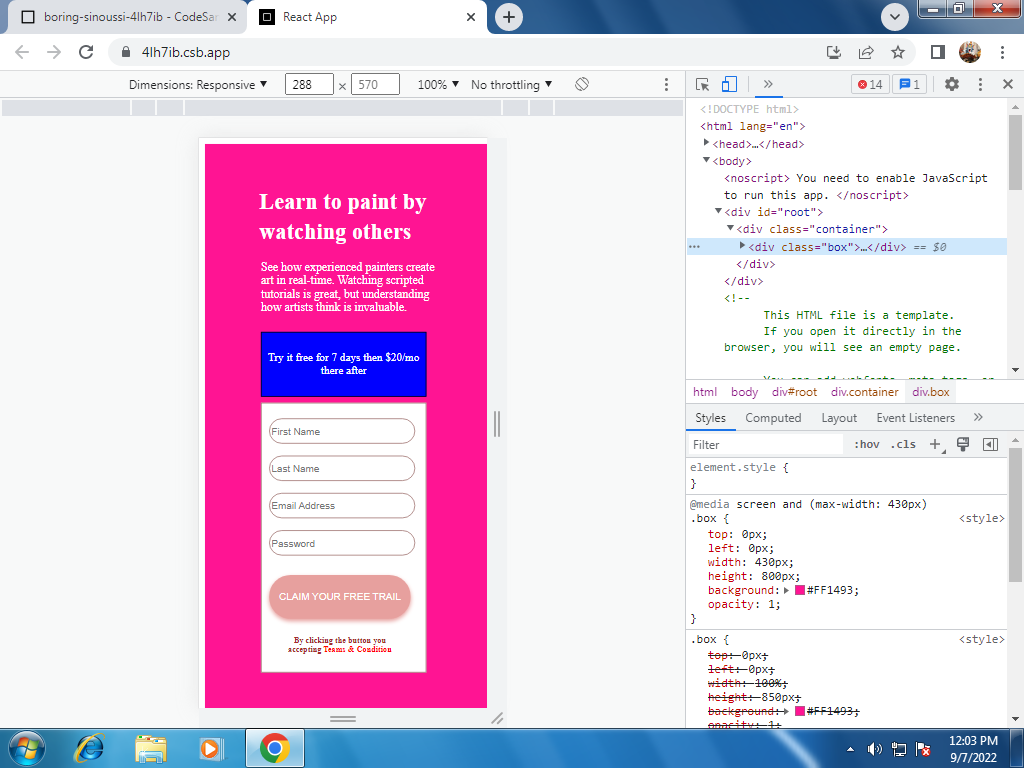 boring-sinoussi-4lh7ib - CodeSan
React App
4lh7ib.csb.app
Dimensions: Responsive ▼
288 × 570
100% ▼
No throttling ▼
14
1
Learn to paint by
watching others
See how experienced painters create
art in real-time. Watching scripted
tutorials is great, but understanding
how artists think is invaluable.
Try it free for 7 days then $20/mo
there after
First Name
Last Name
Email Address
Password
CLAIM YOUR FREE TRAIL
By clicking the button you
accepting Teams & Condition
<!DOCTYPE html>
<html lang="en">
<head>…</head>
<body>
<noscript> You need to enable JavaScript
to run this app. </noscript>
<div id="root">
<div class="container">
<div class="box">…</div> == $0
</div>
</div>
<!--
This HTML file is a template.
If you open it directly in the
browser, you will see an empty page.
html body div#root div.container div.box
Styles Computed Layout Event Listeners
Filter
:hov .cls
element.style {
}
@media screen and (max-width: 430px)
.box { <style>
top: 0px;
left: 0px;
width: 430px;
height: 800px;
background: #FF1493;
opacity: 1;
}
.box { <style>
top: 0px;
left: 0px;
width: 100%;
height: 850px;
background: #FF1493;
opacity: 1;
12:03 PM
9/7/2022